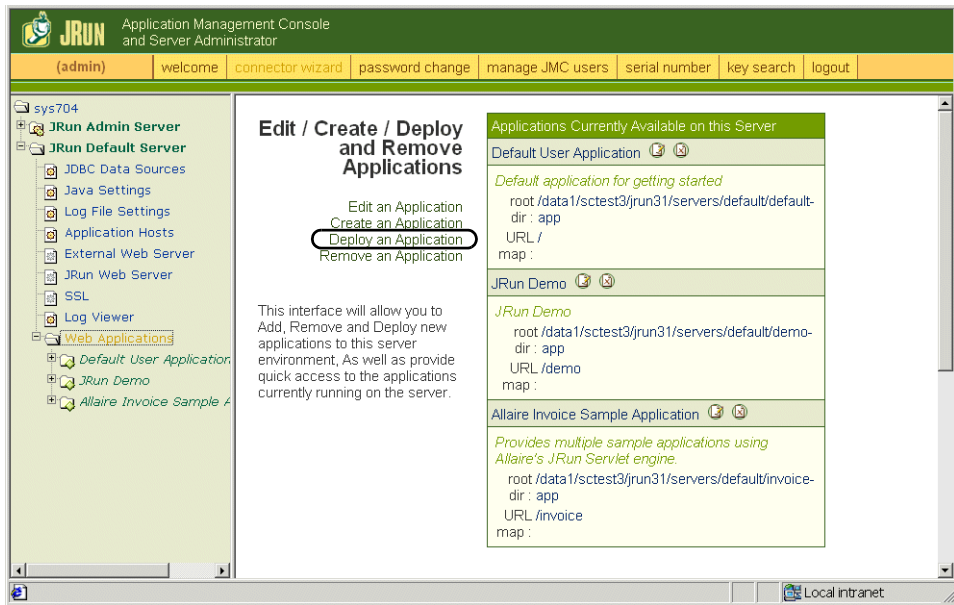 JRUN
Application Management Console
and Server Administrator
(admin)
welcome
connector wizard
password change
manage JMC users
serial number
key search
logout
sys704
JRun Admin Server
JRun Default Server
JDBC Data Sources
Java Settings
Log File Settings
Application Hosts
External Web Server
JRun Web Server
SSL
Log Viewer
Web Applications
Default User Application
JRun Demo
Allaire Invoice Sample
Edit / Create / Deploy
and Remove
Applications
Edit an Application
Create an Application
Deploy an Application
Remove an Application
This interface will allow you to
Add, Remove and Deploy new
applications to this server
environment, As well as provide
quick access to the applications
currently running on the server.
Applications Currently Available on this Server
Default User Application
Default application for getting started
root /data1/sctest3/jrun31/servers/default/default-
dir : app
URL /
map :
JRun Demo
JRun Demo
root /data1/sctest3/jrun31/servers/default/demo-
dir : app
URL /demo
map :
Allaire Invoice Sample Application
Provides multiple sample applications using
Allaire's JRun Servlet engine.
root /data1/sctest3/jrun31/servers/default/invoice-
dir : app
URL /invoice
map :
Local intranet